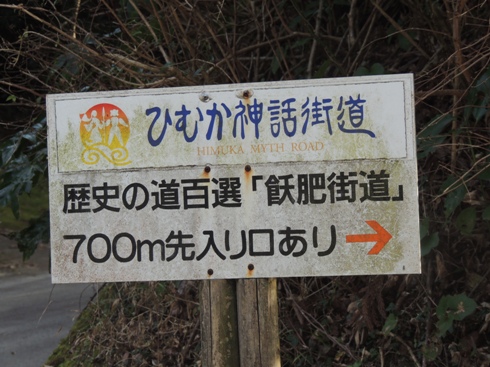 ひむか神話街道
HIMUKA MYTH ROAD
歴史の道百選「飫肥街道」
700m先入り口あり→